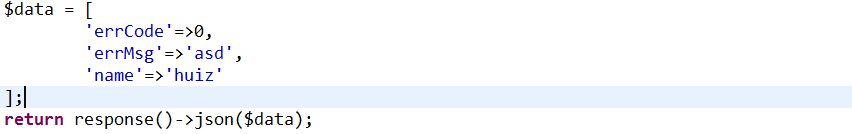 $data = [
        'errCode'=>0,
        'errMsg'=>'asd',
        'name'=>'huiz'
];
return response()->json($data);